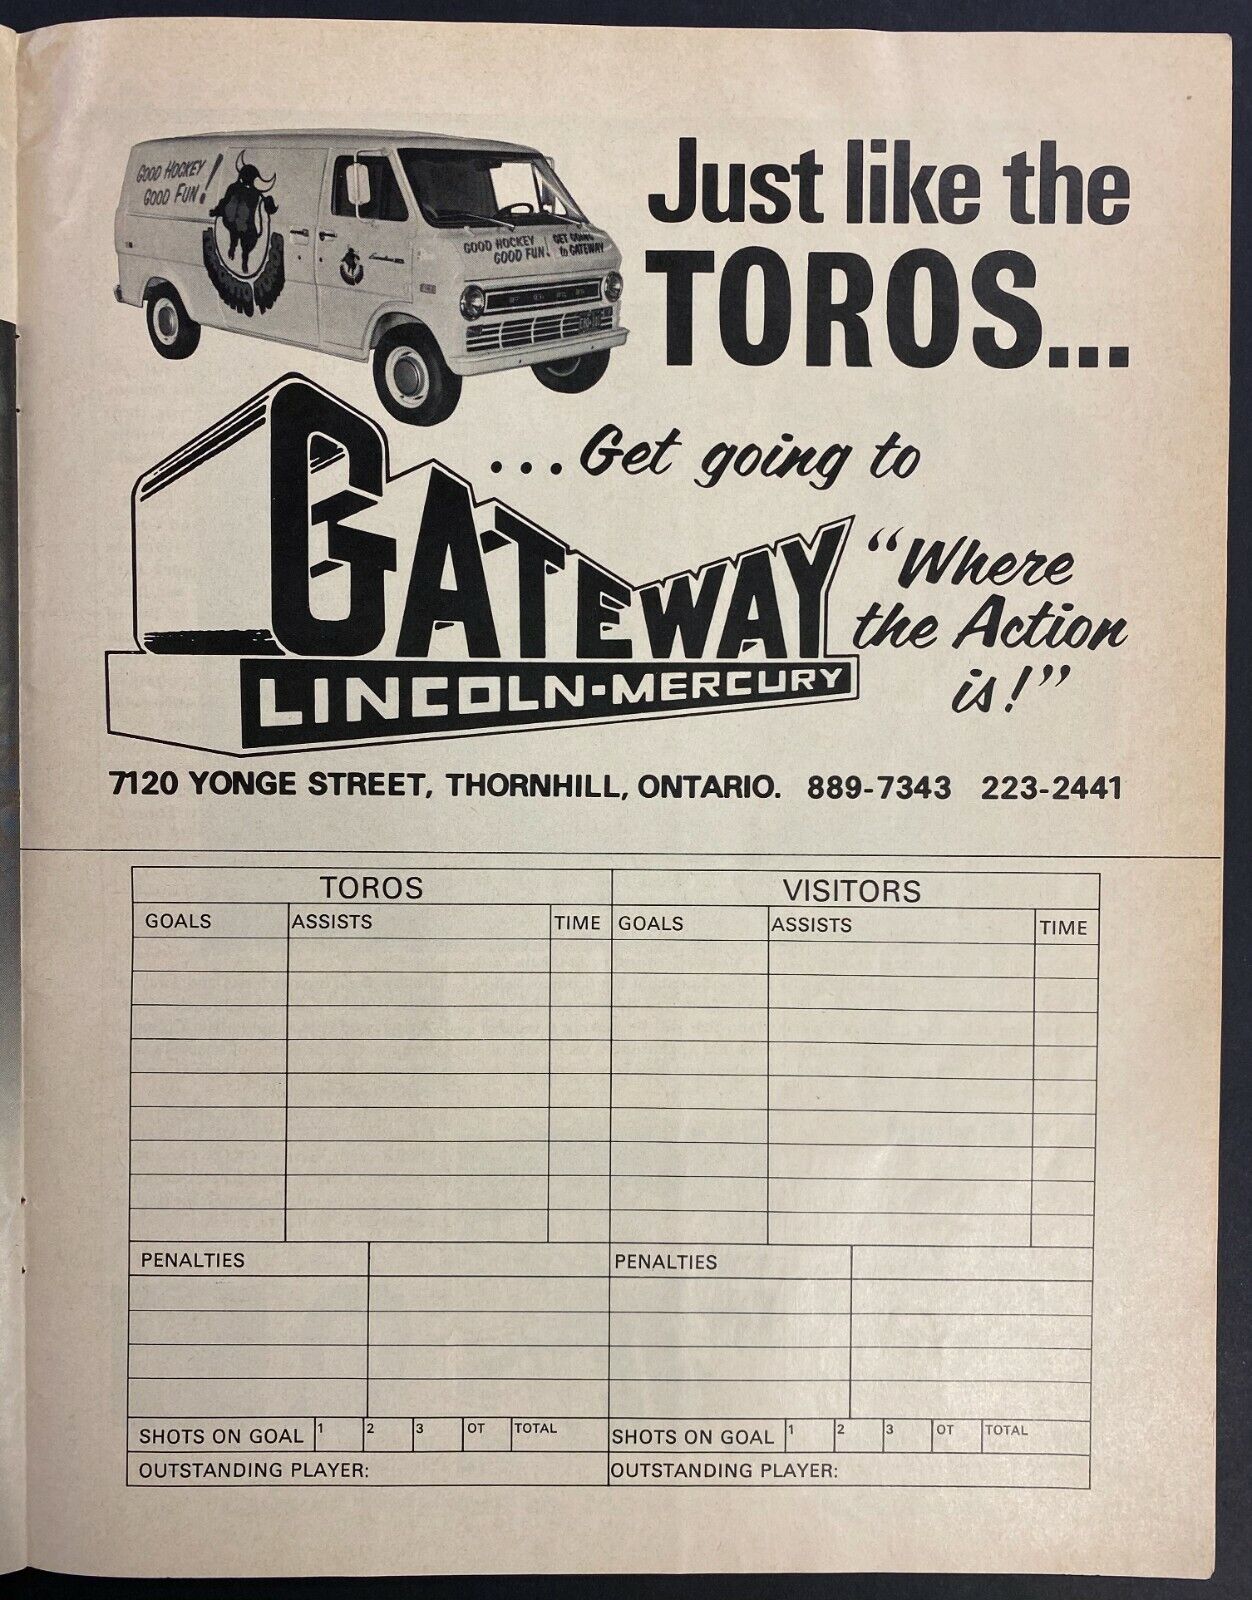 GOOD HOCKEY
GOOD FUN!
GOOD HOCKEY
GOOD FUN!
GET GOING
to GATEWAY
FORD
Just like the
TOROS...
...Get going to
GATEWAY
LINCOLN-MERCURY
"Where
the Action
is!"
7120 YONGE STREET, THORNHILL, ONTARIO. 889-7343 223-2441
TOROS VISITORS
GOALS ASSISTS TIME GOALS ASSISTS TIME
PENALTIES PENALTIES
SHOTS ON GOAL 1 2 3 OT TOTAL SHOTS ON GOAL 1 2 3 OT TOTAL
OUTSTANDING PLAYER: OUTSTANDING PLAYER: